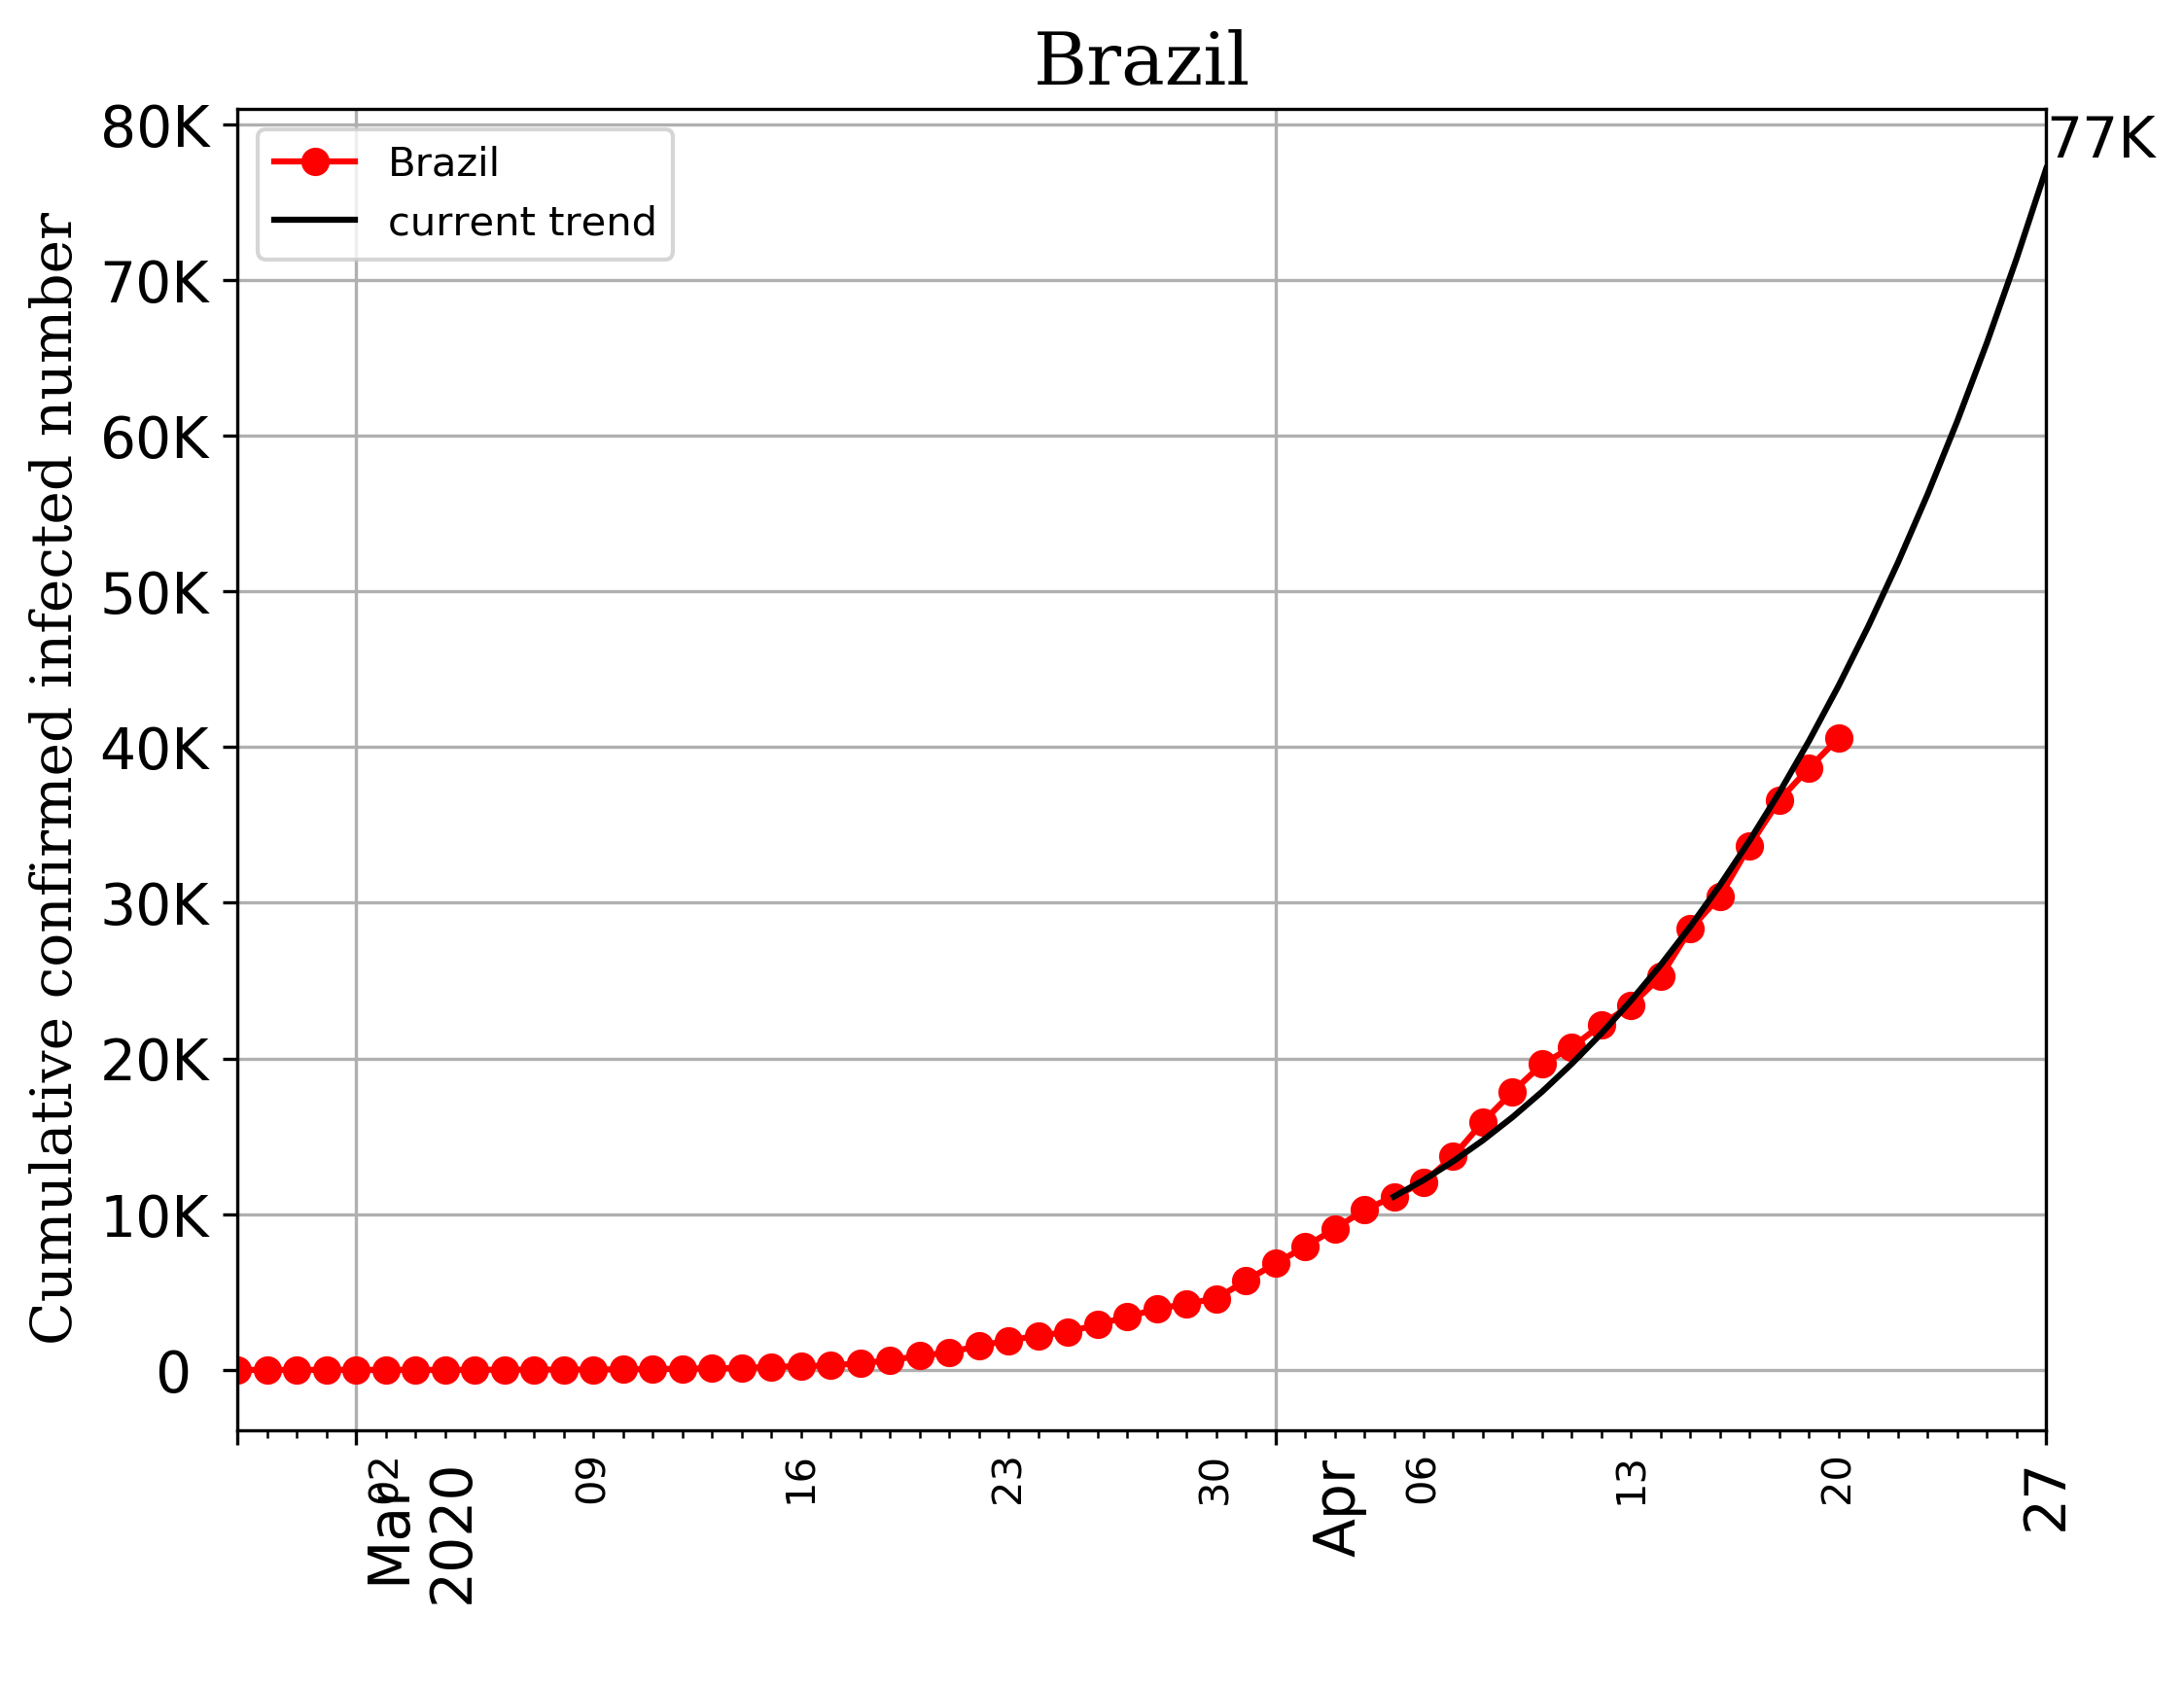 Brazil
80K
70K
60K
50K
40K
30K
20K
10K
0
Cumulative confirmed infected number
Brazil
current trend
77K
02
09
16
23
30
06
13
20
27
Mar
2020
Apr